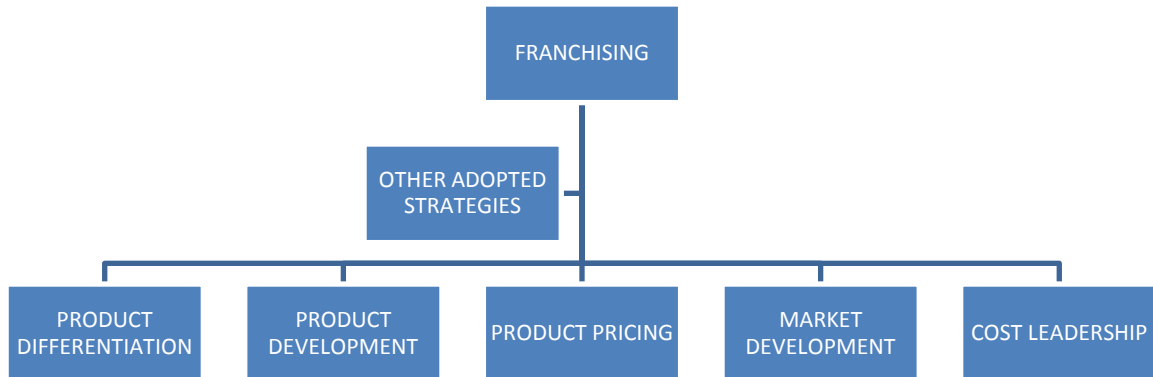 FRANCHISING
OTHER ADOPTED
STRATEGIES
PRODUCT
DIFFERENTIATION
PRODUCT
DEVELOPMENT
PRODUCT PRICING
MARKET
DEVELOPMENT
COST LEADERSHIP